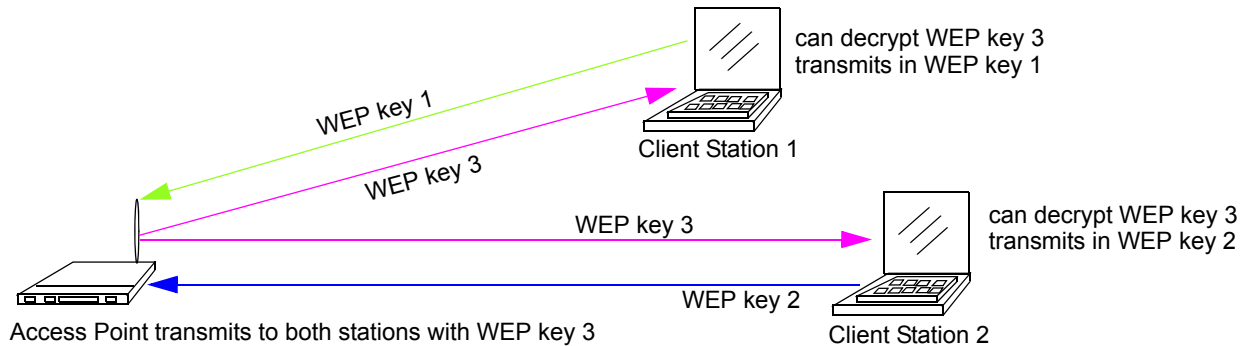 can decrypt WEP key 3
transmits in WEP key 1
WEP key 1
Client Station 1
WEP key 3
WEP key 3
can decrypt WEP key 3
transmits in WEP key 2
WEP key 2
Access Point transmits to both stations with WEP key 3
Client Station 2